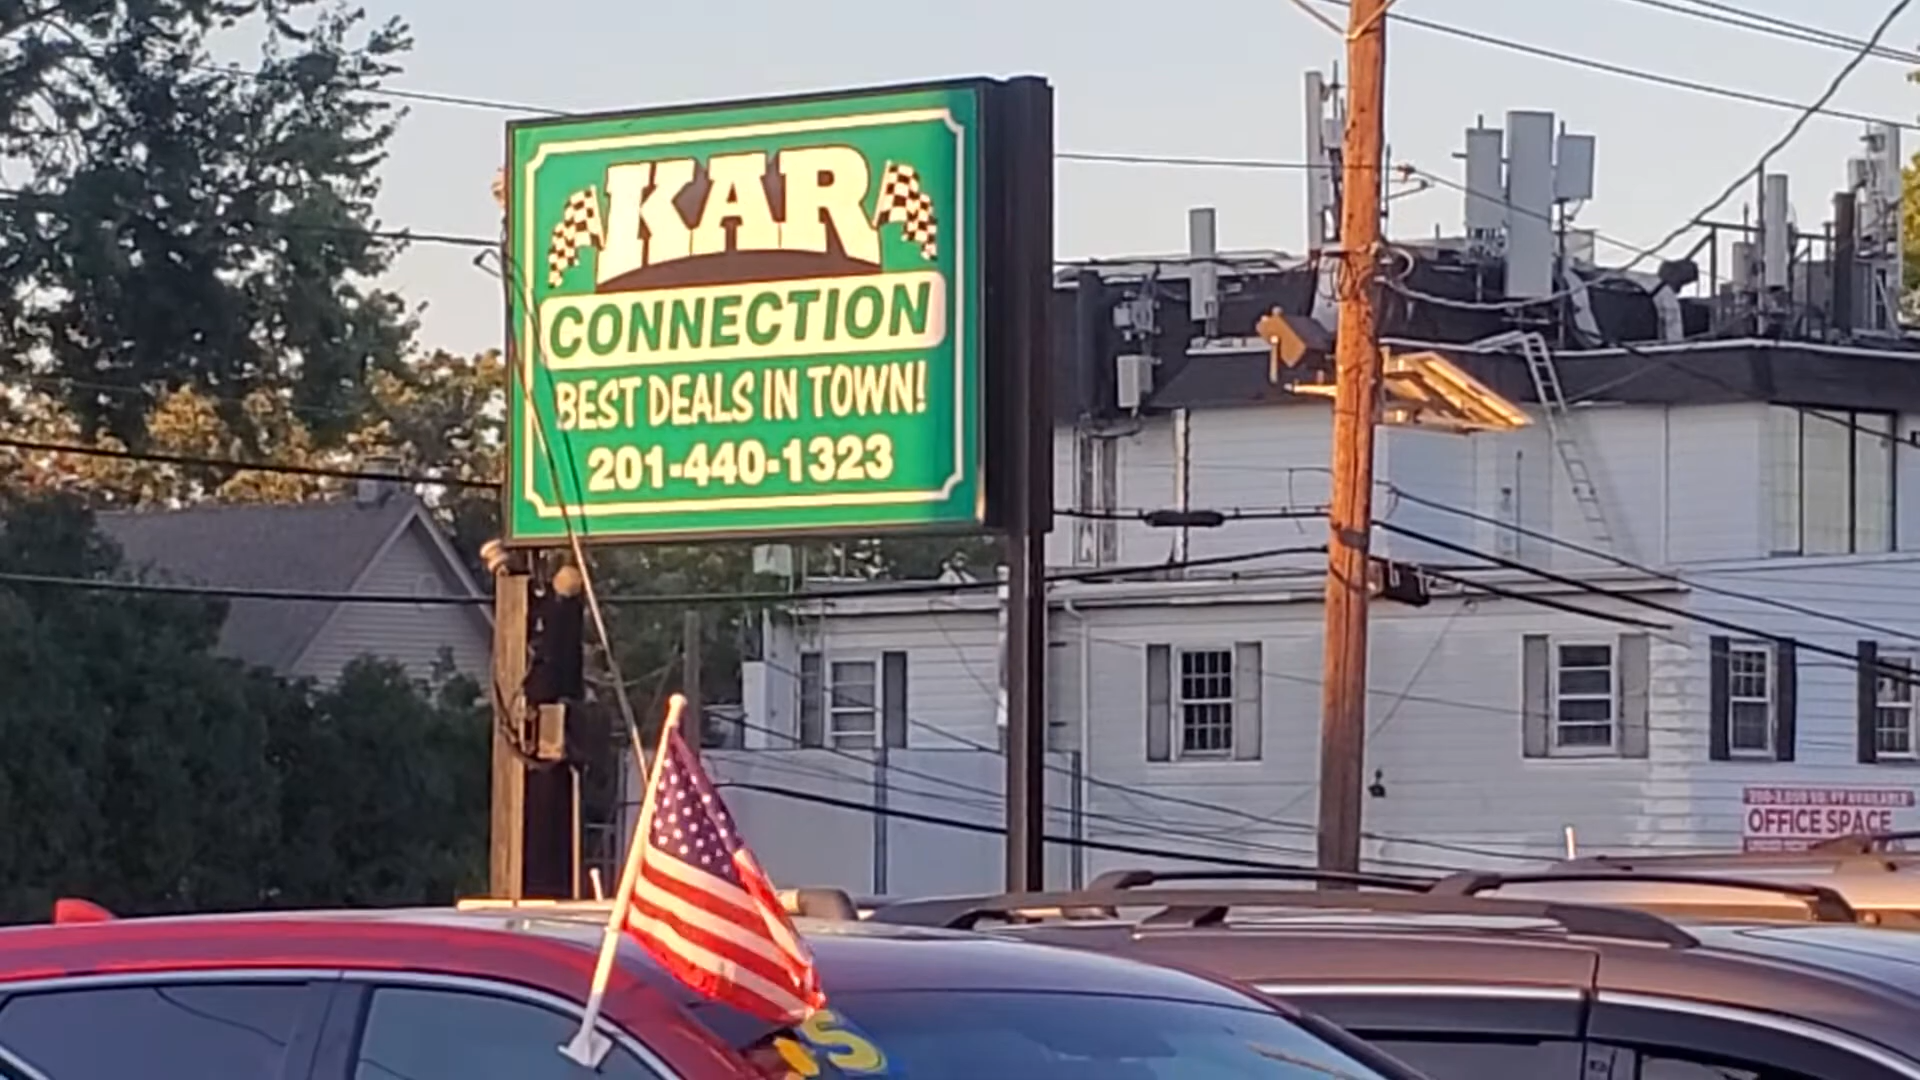 KAR
CONNECTION
BEST DEALS IN TOWN!
201-440-1323
OFFICE SPACE